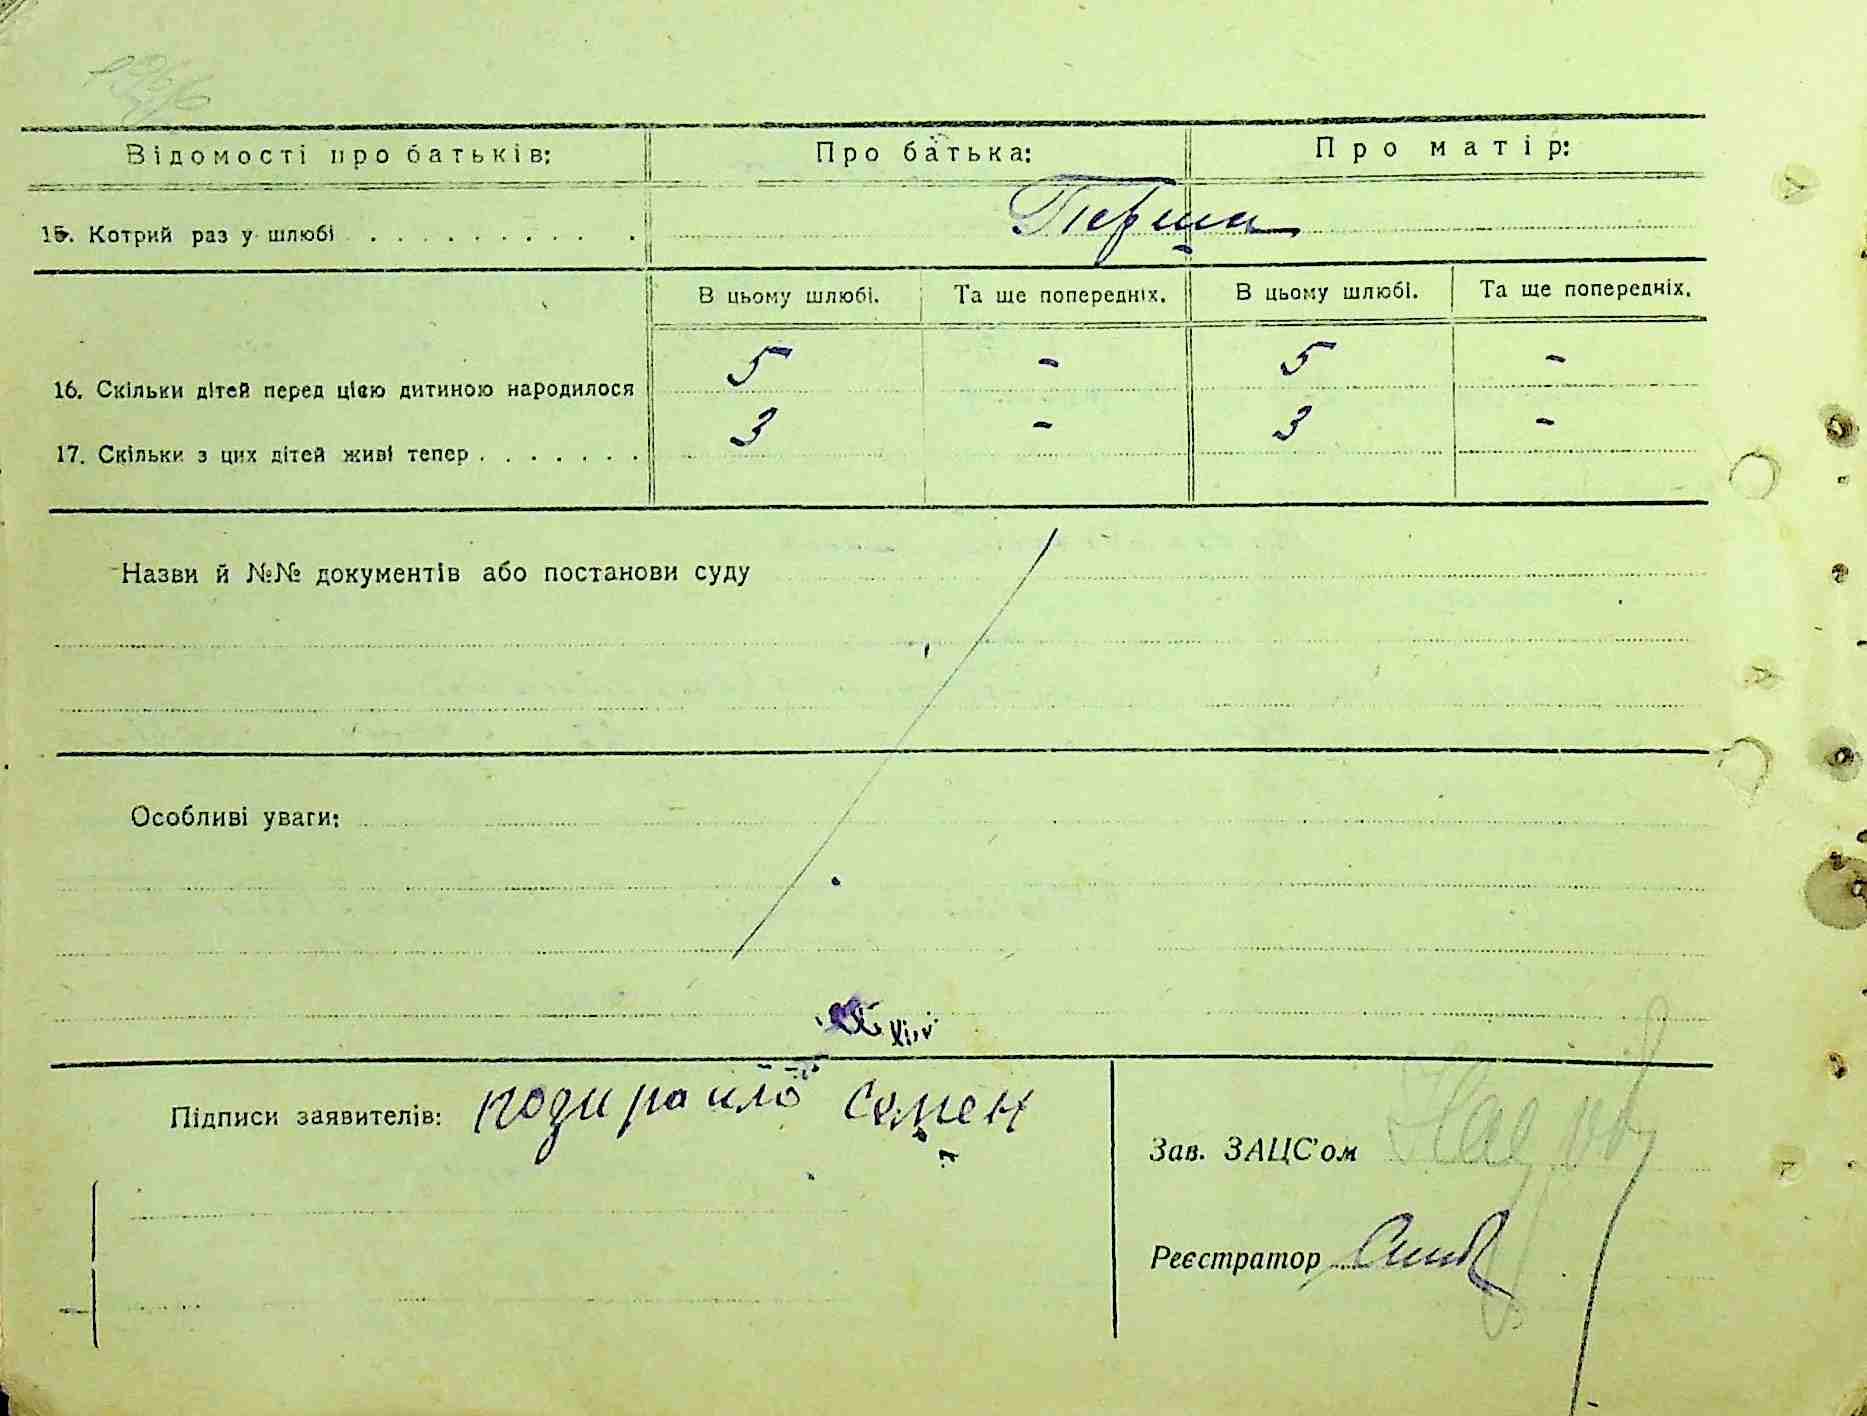 Відомості про батьків: Про батька: Про матір:
15. Котрий раз у шлюбі . . . . . . . . . . Перша
В цьому шлюбі. Та ще попередніх. В цьому шлюбі. Та ще попередніх.
16. Скільки дітей перед цією дитиною народилося 5 - 5 -
17. Скільки з цих дітей живі тепер . . . . . . . 3 - 3 -
Назви й №№ документів або постанови суду
Особливі уваги:
Підписи заявителів: семен
Зав. ЗАЦС'ом
Реєстратор